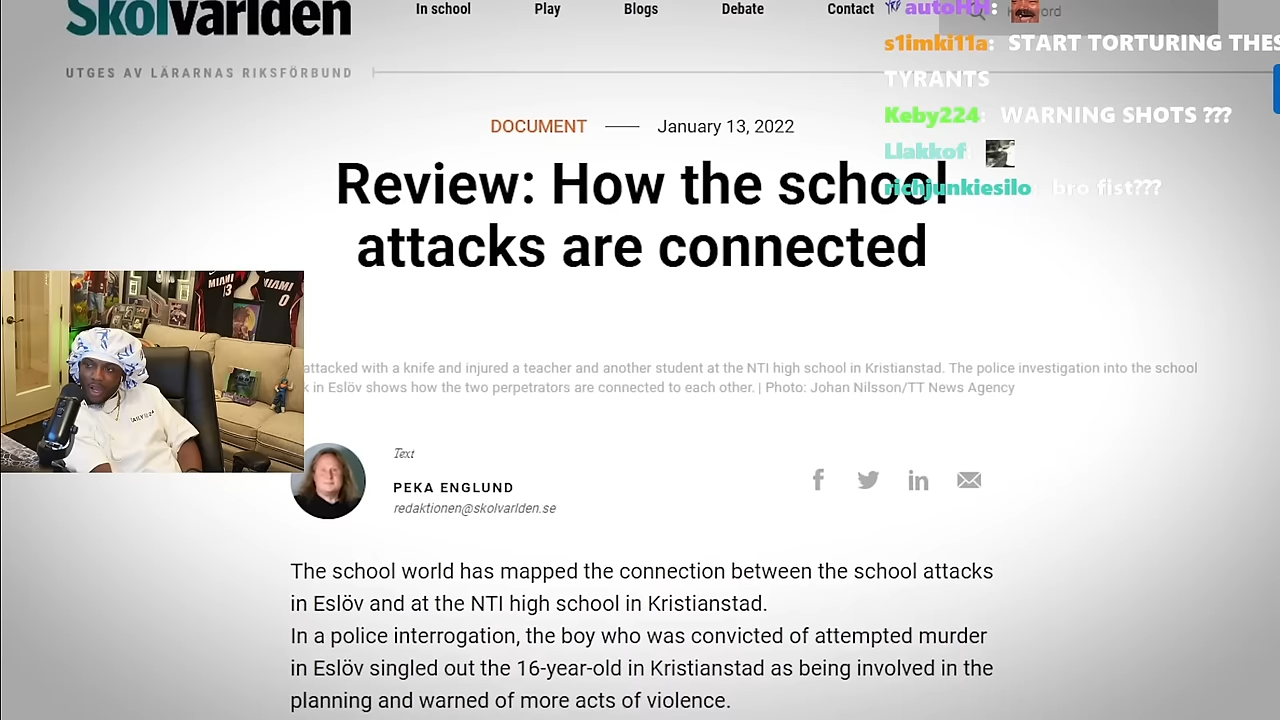 Skolvärlden
In school Play Blogs Debate Contact
autoHH:
s1imki11a: START TORTURING THES
TYRANTS
UTGES AV LÄRARNAS RIKSFÖRBUND
Keby224: WARNING SHOTS ???
DOCUMENT January 13, 2022
Llakkof:
richjunkiesilo: bro fist???
Review: How the school
attacks are connected
attacked with a knife and injured a teacher and another student at the NTI high school in Kristianstad. The police investigation into the school
k in Eslöv shows how the two perpetrators are connected to each other. | Photo: Johan Nilsson/TT News Agency
MIAMI
3
MIAMI
0
Text
PEKA ENGLUND
redaktionen@skolvarlden.se
The school world has mapped the connection between the school attacks
in Eslöv and at the NTI high school in Kristianstad.
In a police interrogation, the boy who was convicted of attempted murder
in Eslöv singled out the 16-year-old in Kristianstad as being involved in the
planning and warned of more acts of violence.